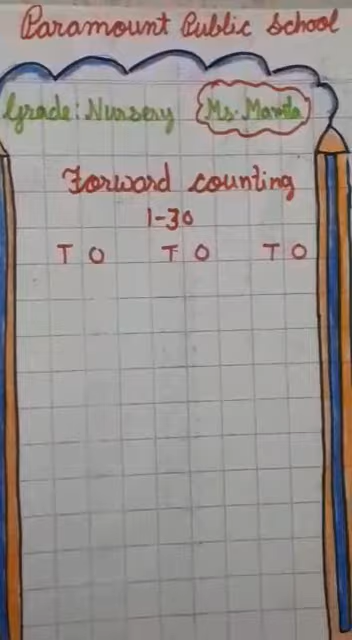 Paramount Public School
Grade: Nursery
Ms. Mamta
Forward counting
1-30
T O T O T O